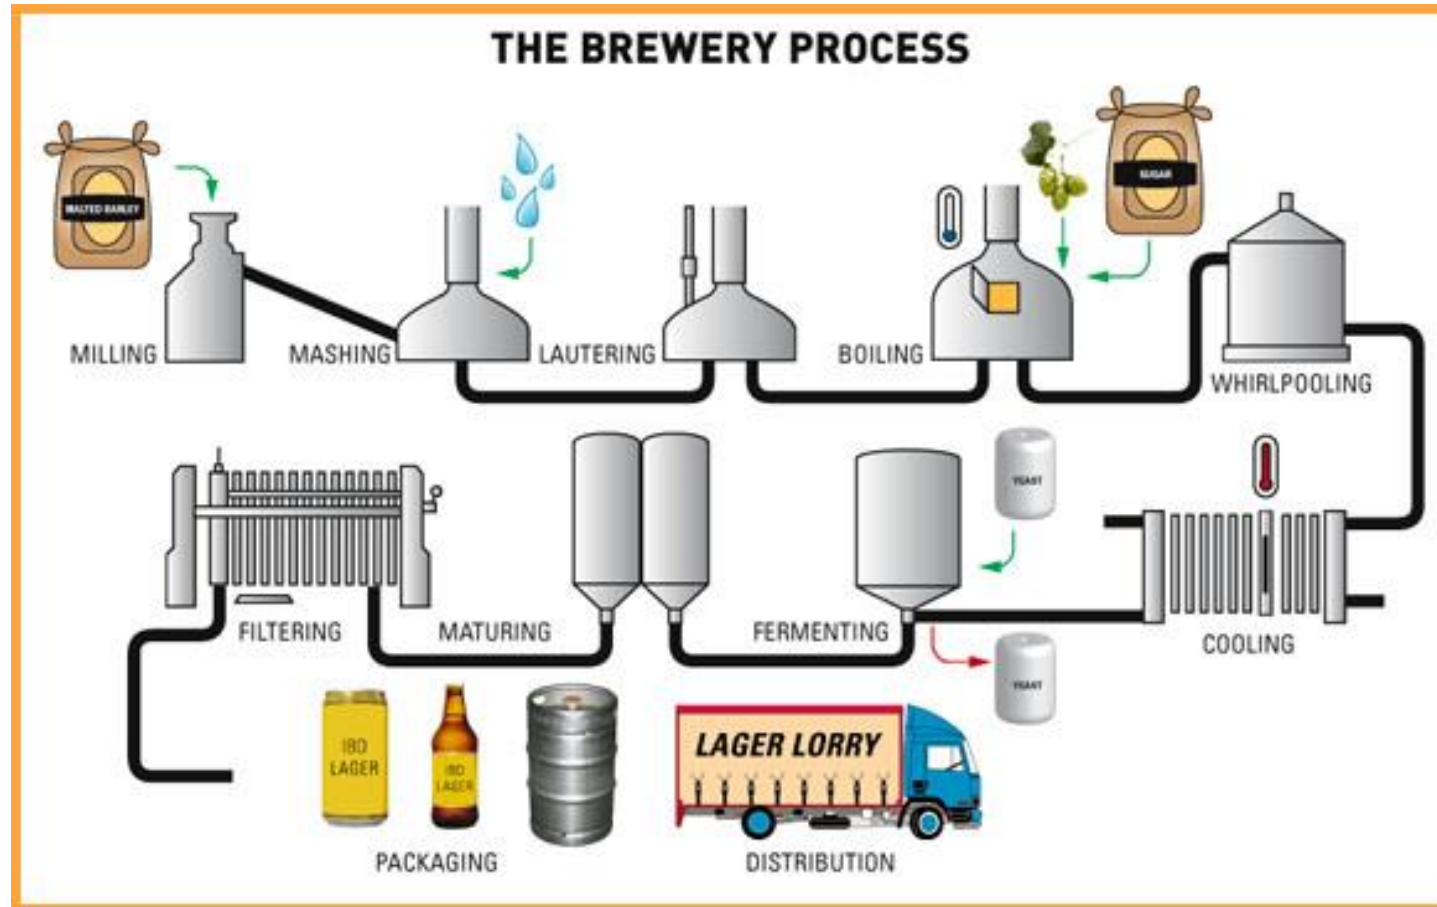 THE BREWERY PROCESS
MALTED BARLEY
SUGAR
MILLING
MASHING
LAUTERING
BOILING
WHIRLPOOLING
YEAST
FILTERING
MATURING
FERMENTING
COOLING
YEAST
IBD
LAGER
IBD
LAGER
LAGER LORRY
PACKAGING
DISTRIBUTION